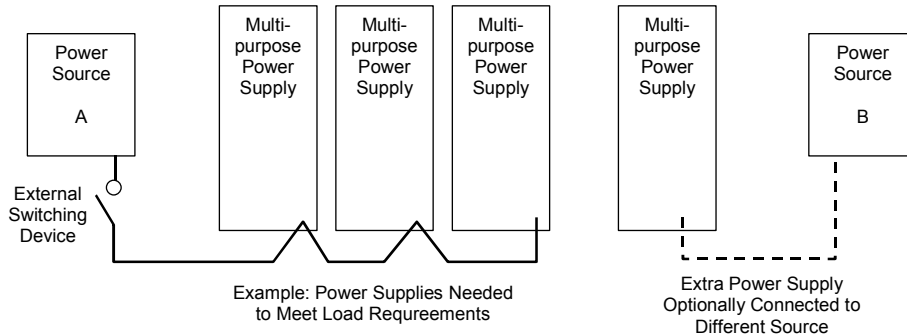 Power
Source
A
Multi-
purpose
Power
Supply
Multi-
purpose
Power
Supply
Multi-
purpose
Power
Supply
Multi-
purpose
Power
Supply
Power
Source
B
External
Switching
Device
Example: Power Supplies Needed
to Meet Load Requreements
Extra Power Supply
Optionally Connected to
Different Source